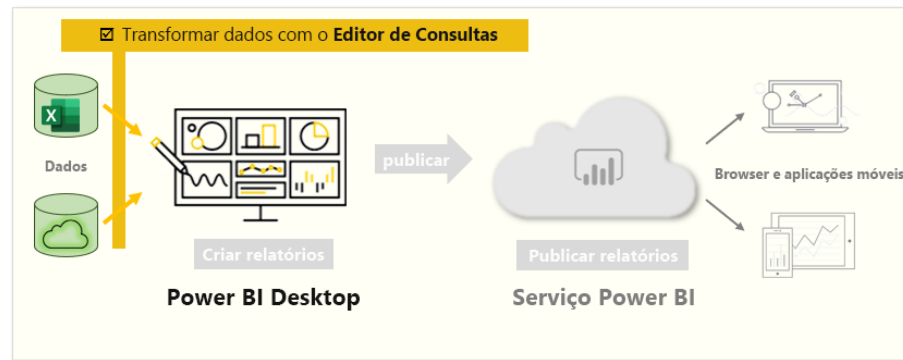 Transformar dados com o Editor de Consultas
X
Dados
publicar
Browser e aplicações móveis
Criar relatórios
Publicar relatórios
Power BI Desktop
Serviço Power BI